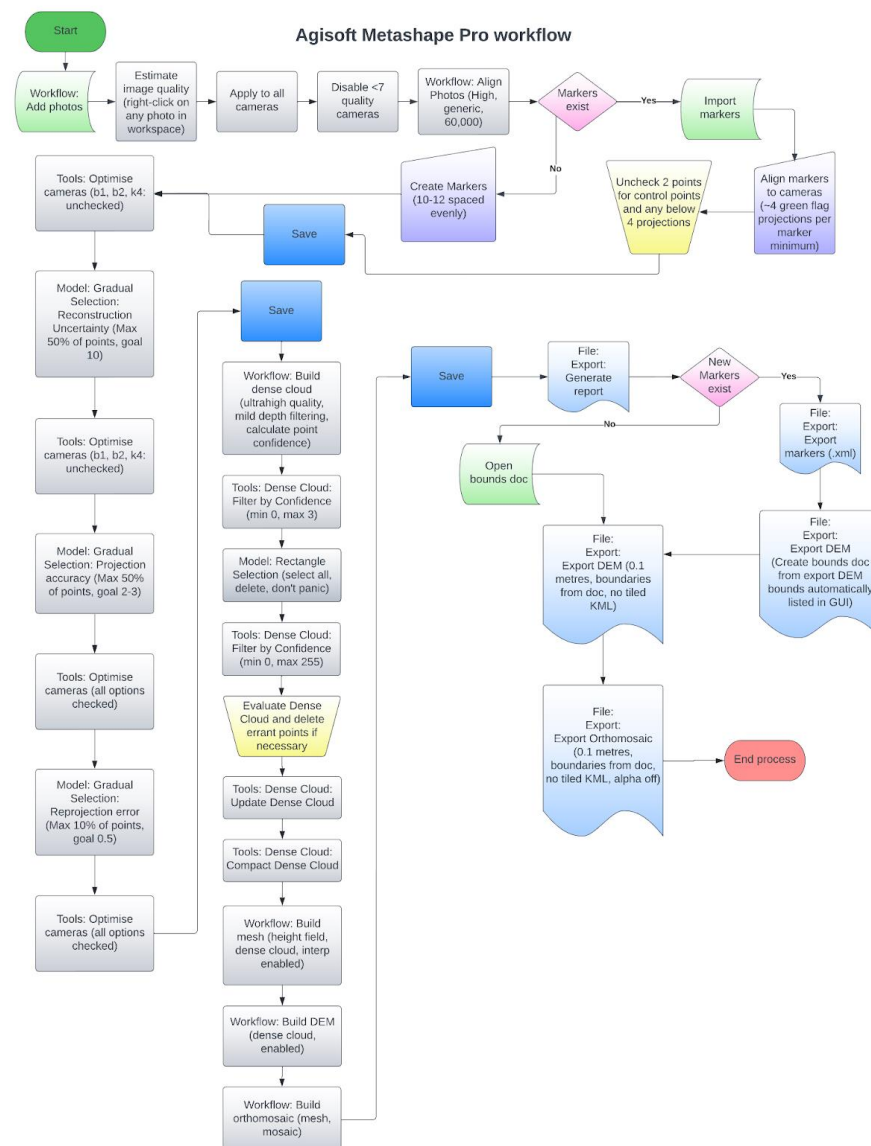 Start
Agisoft Metashape Pro workflow
Workflow:
Add photos
Estimate
image quality
(right-click on
any photo in
workspace)
Apply to all
cameras
Disable <7
quality
cameras
Workflow: Align
Photos (High,
generic,
60,000)
Markers
exist
Yes
Import
markers
No
Align markers
to cameras
(~4 green flag
projections per
marker
minimum)
Uncheck 2 points
for control points
and any below
4 projections
Create Markers
(10-12 spaced
evenly)
Save
Tools: Optimise
cameras (b1, b2, k4:
unchecked)
Model: Gradual
Selection:
Reconstruction
Uncertainty (Max
50% of points, goal
10)
Tools: Optimise
cameras (b1, b2, k4:
unchecked)
Model: Gradual
Selection: Projection
accuracy (Max 50%
of points, goal 2-3)
Tools: Optimise
cameras (all options
checked)
Model: Gradual
Selection:
Reprojection error
(Max 10% of points,
goal 0.5)
Tools: Optimise
cameras (all options
checked)
Save
Workflow: Build
dense cloud
(ultrahigh quality,
mild depth filtering,
calculate point
confidence)
Tools: Dense Cloud:
Filter by Confidence
(min 0, max 3)
Model: Rectangle
Selection (select all,
delete, don't panic)
Tools: Dense Cloud:
Filter by Confidence
(min 0, max 255)
Evaluate Dense
Cloud and delete
errant points if
necessary
Tools: Dense Cloud:
Update Dense Cloud
Tools: Dense Cloud:
Compact Dense Cloud
Workflow: Build
mesh (height field,
dense cloud, interp
enabled)
Workflow: Build DEM
(dense cloud,
enabled)
Workflow: Build
orthomosaic (mesh,
mosaic)
Save
File:
Export:
Generate
report
New
Markers
exist
Yes
File:
Export:
Export
markers (.xml)
No
Open
bounds doc
File:
Export:
Export DEM
(Create bounds doc
from export DEM
bounds automatically
listed in GUI)
File:
Export:
Export DEM (0.1
metres, boundaries
from doc, no tiled
KML)
File:
Export:
Export Orthomosaic
(0.1 metres,
boundaries from doc,
no tiled KML, alpha off)
End process